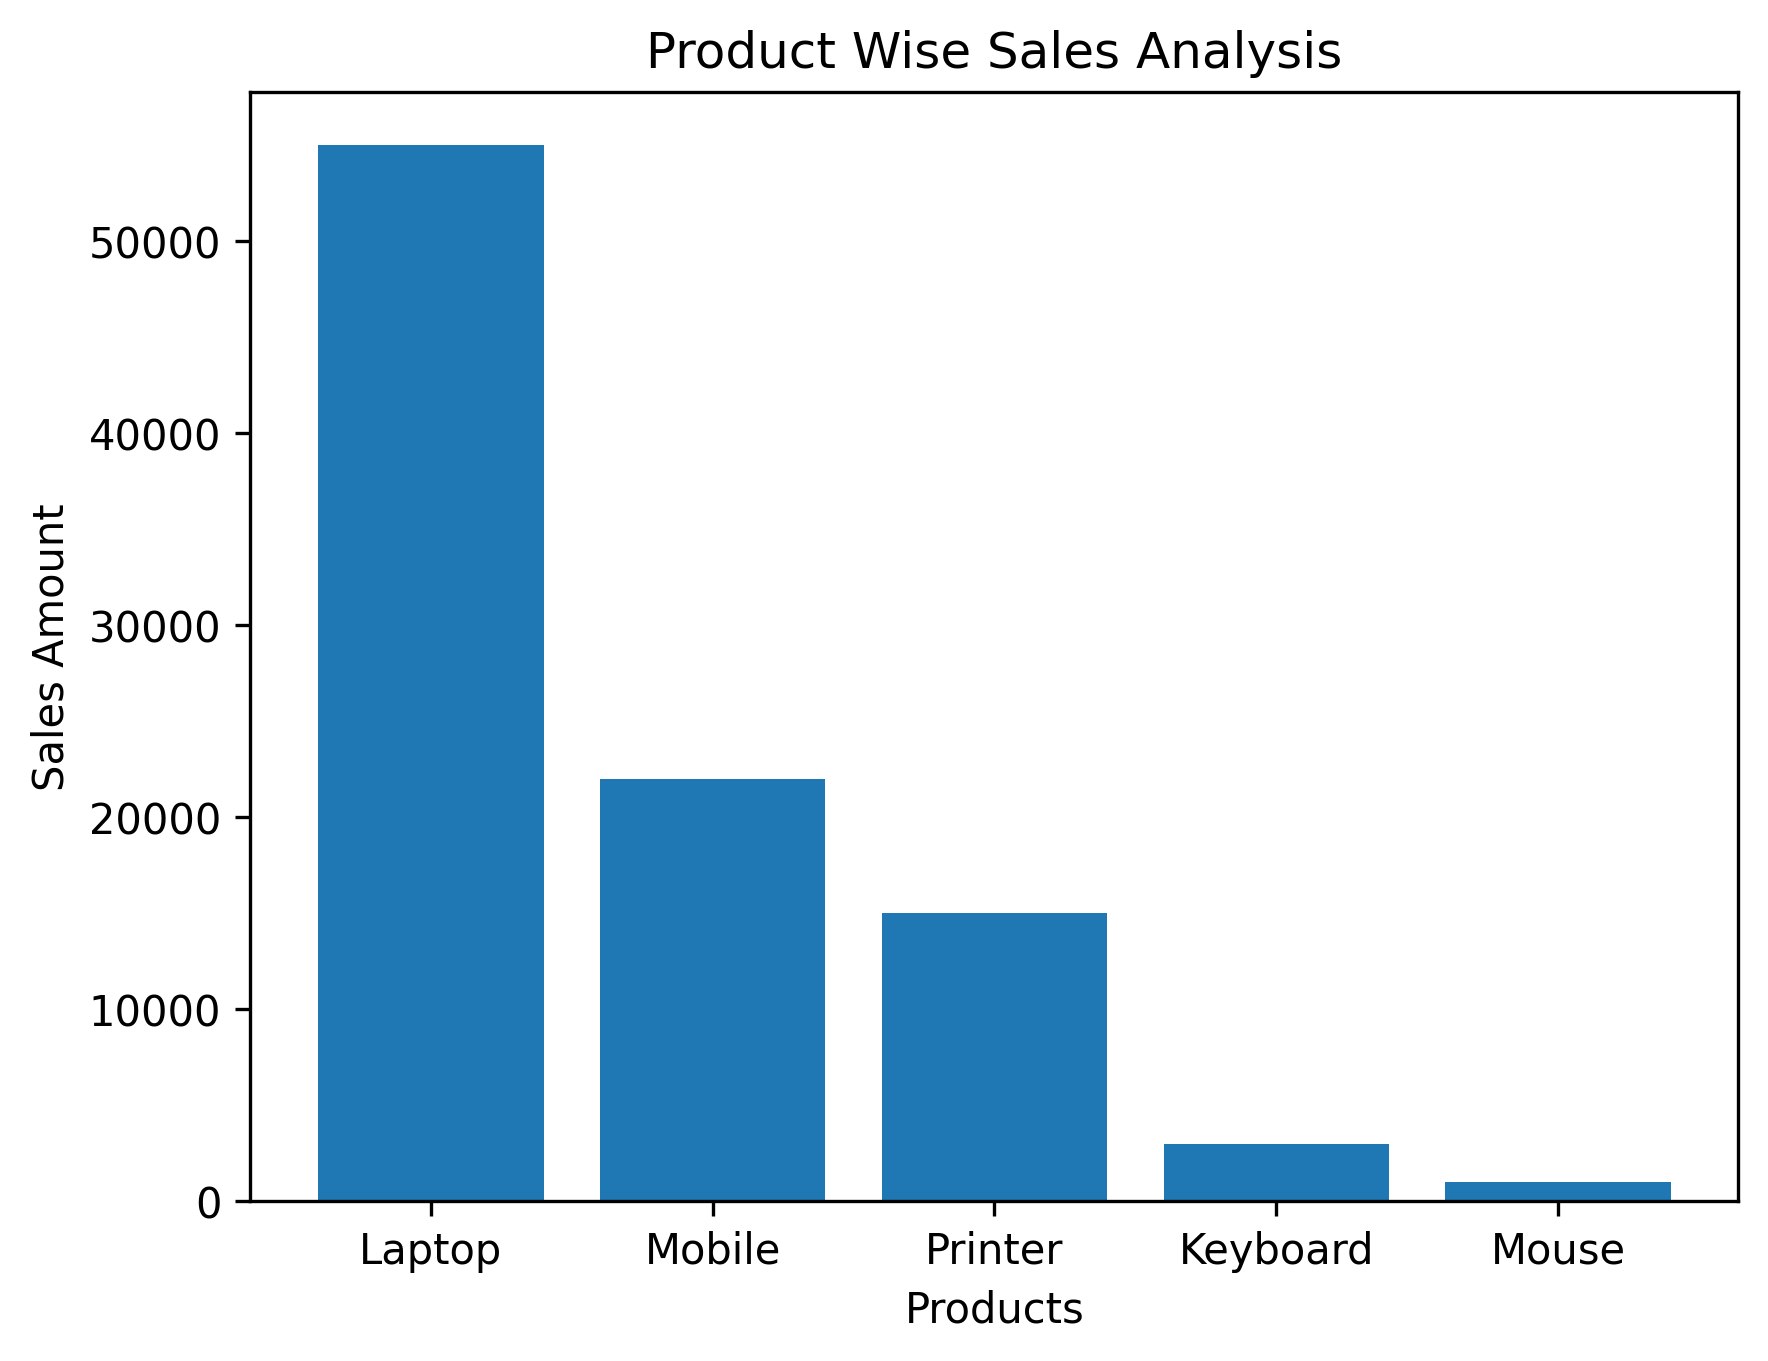 Product Wise Sales Analysis
Sales Amount
50000
40000
30000
20000
10000
0
Laptop Mobile Printer Keyboard Mouse
Products